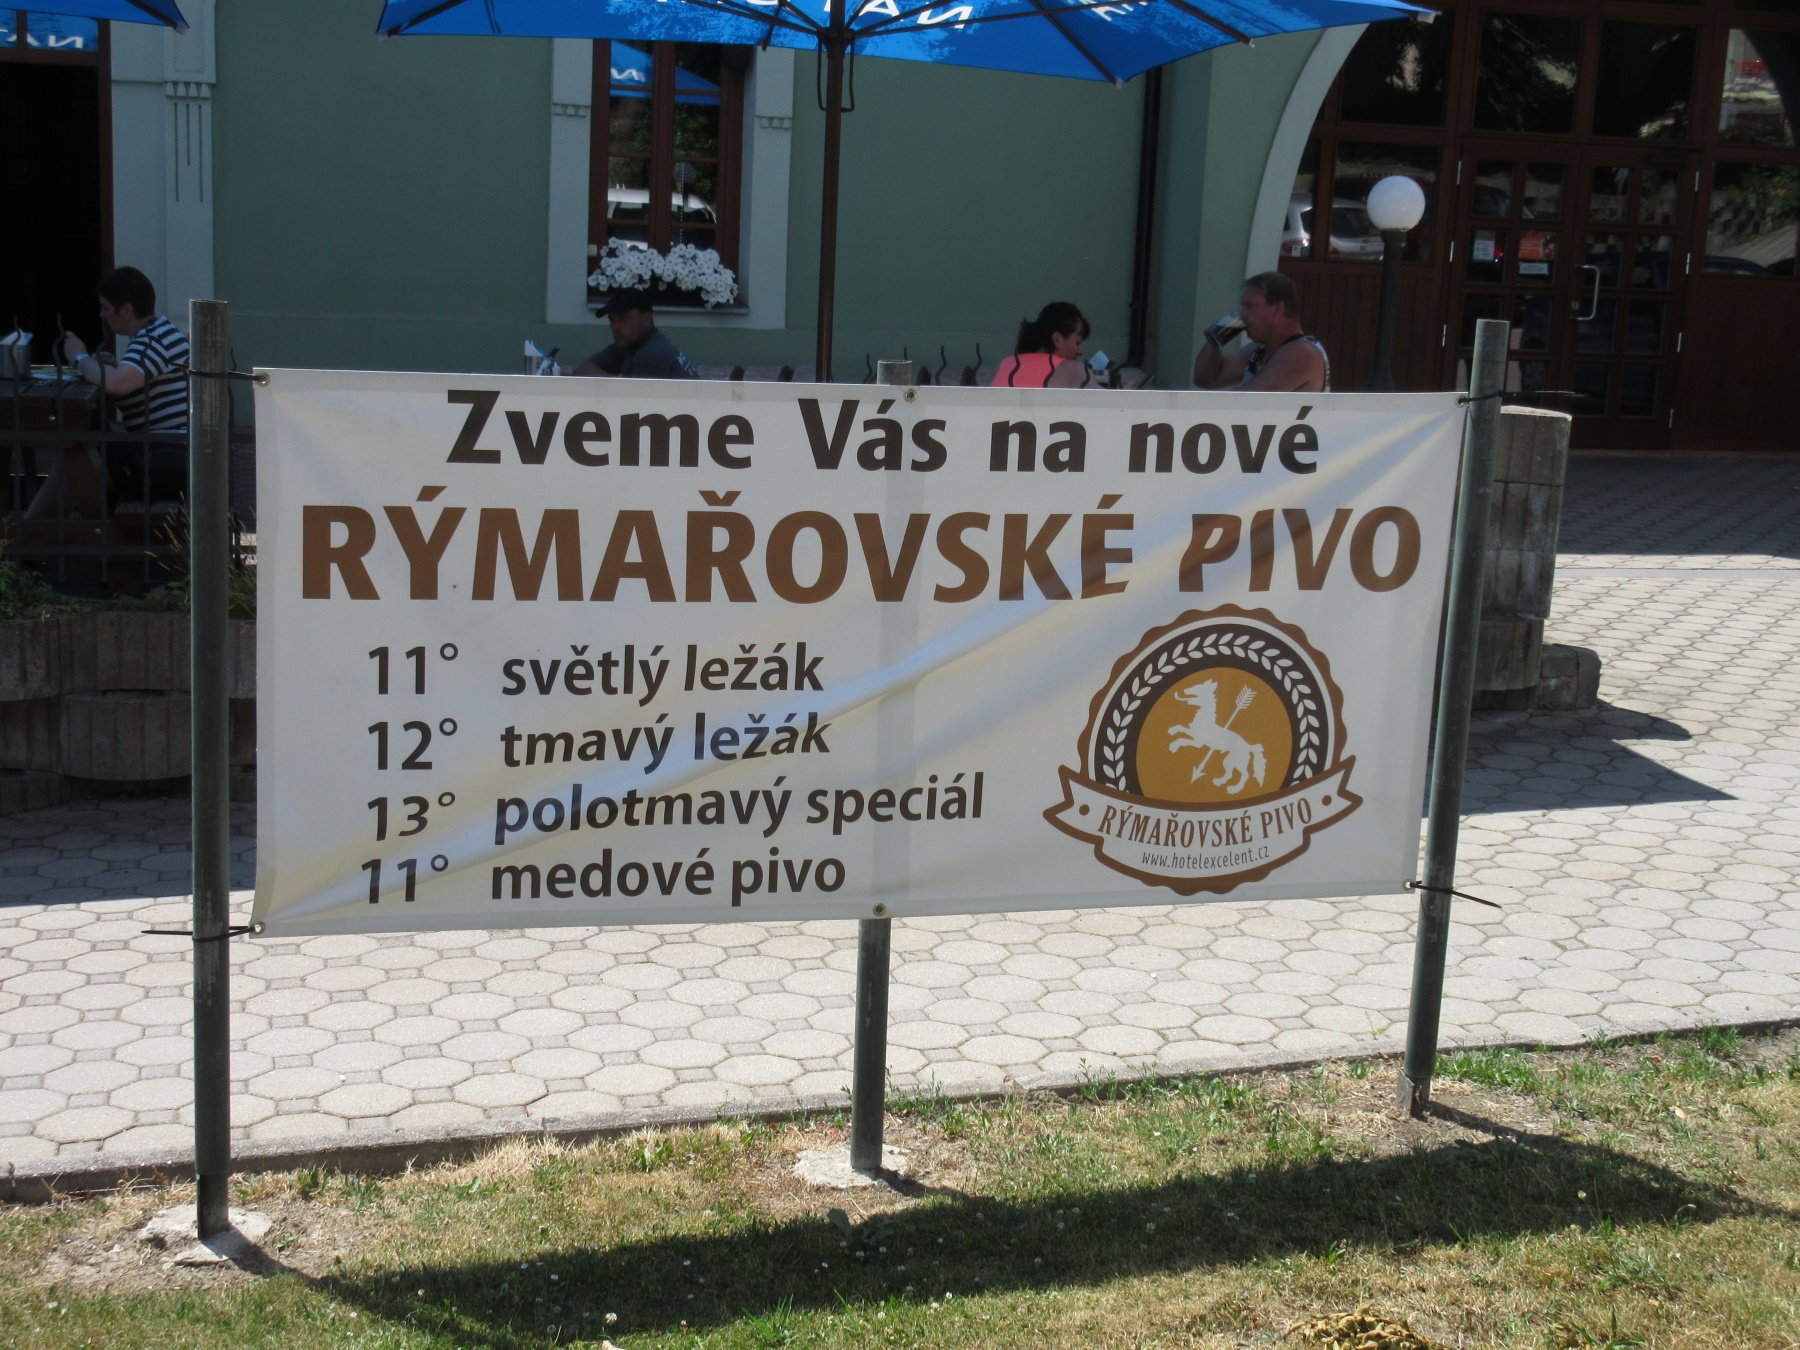 Zveme Vás na nové
RÝMAŘOVSKÉ PIVO
11° světlý ležák
12° tmavý ležák
13° polotmavý speciál
11° medové pivo
RÝMAŘOVSKÉ PIVO
www.hotelexcelent.cz